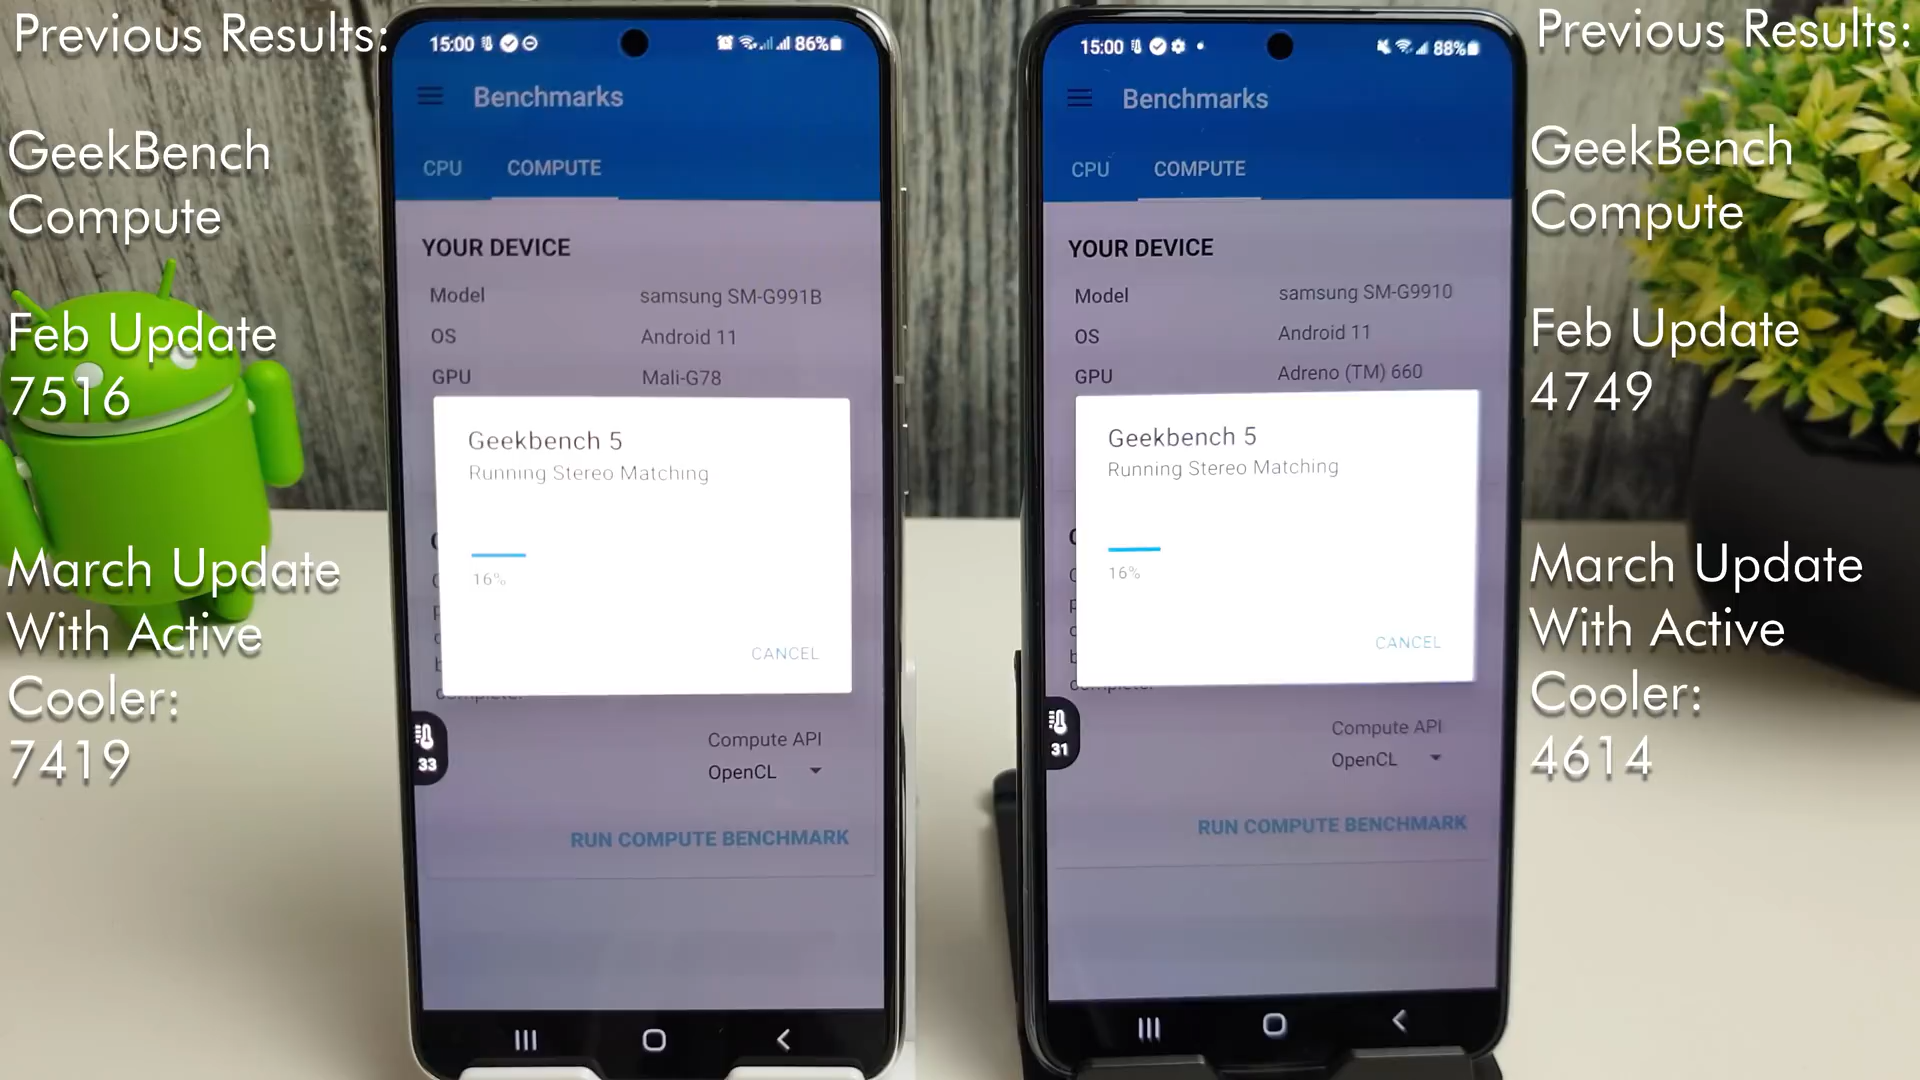 Previous Results:
GeekBench
Compute
Feb Update
7516
March Update
With Active
Cooler:
7419
15:00
86%
Benchmarks
CPU
COMPUTE
YOUR DEVICE
Model
samsung SM-G991B
OS
Android 11
GPU
Mali-G78
Geekbench 5
Running Stereo Matching
16%
CANCEL
33
Compute API
OpenCL
RUN COMPUTE BENCHMARK
15:00
88%
Benchmarks
CPU
COMPUTE
YOUR DEVICE
Model
samsung SM-G9910
OS
Android 11
GPU
Adreno (TM) 660
Geekbench 5
Running Stereo Matching
16%
CANCEL
31
Compute API
OpenCL
RUN COMPUTE BENCHMARK
Previous Results:
GeekBench
Compute
Feb Update
4749
March Update
With Active
Cooler:
4614